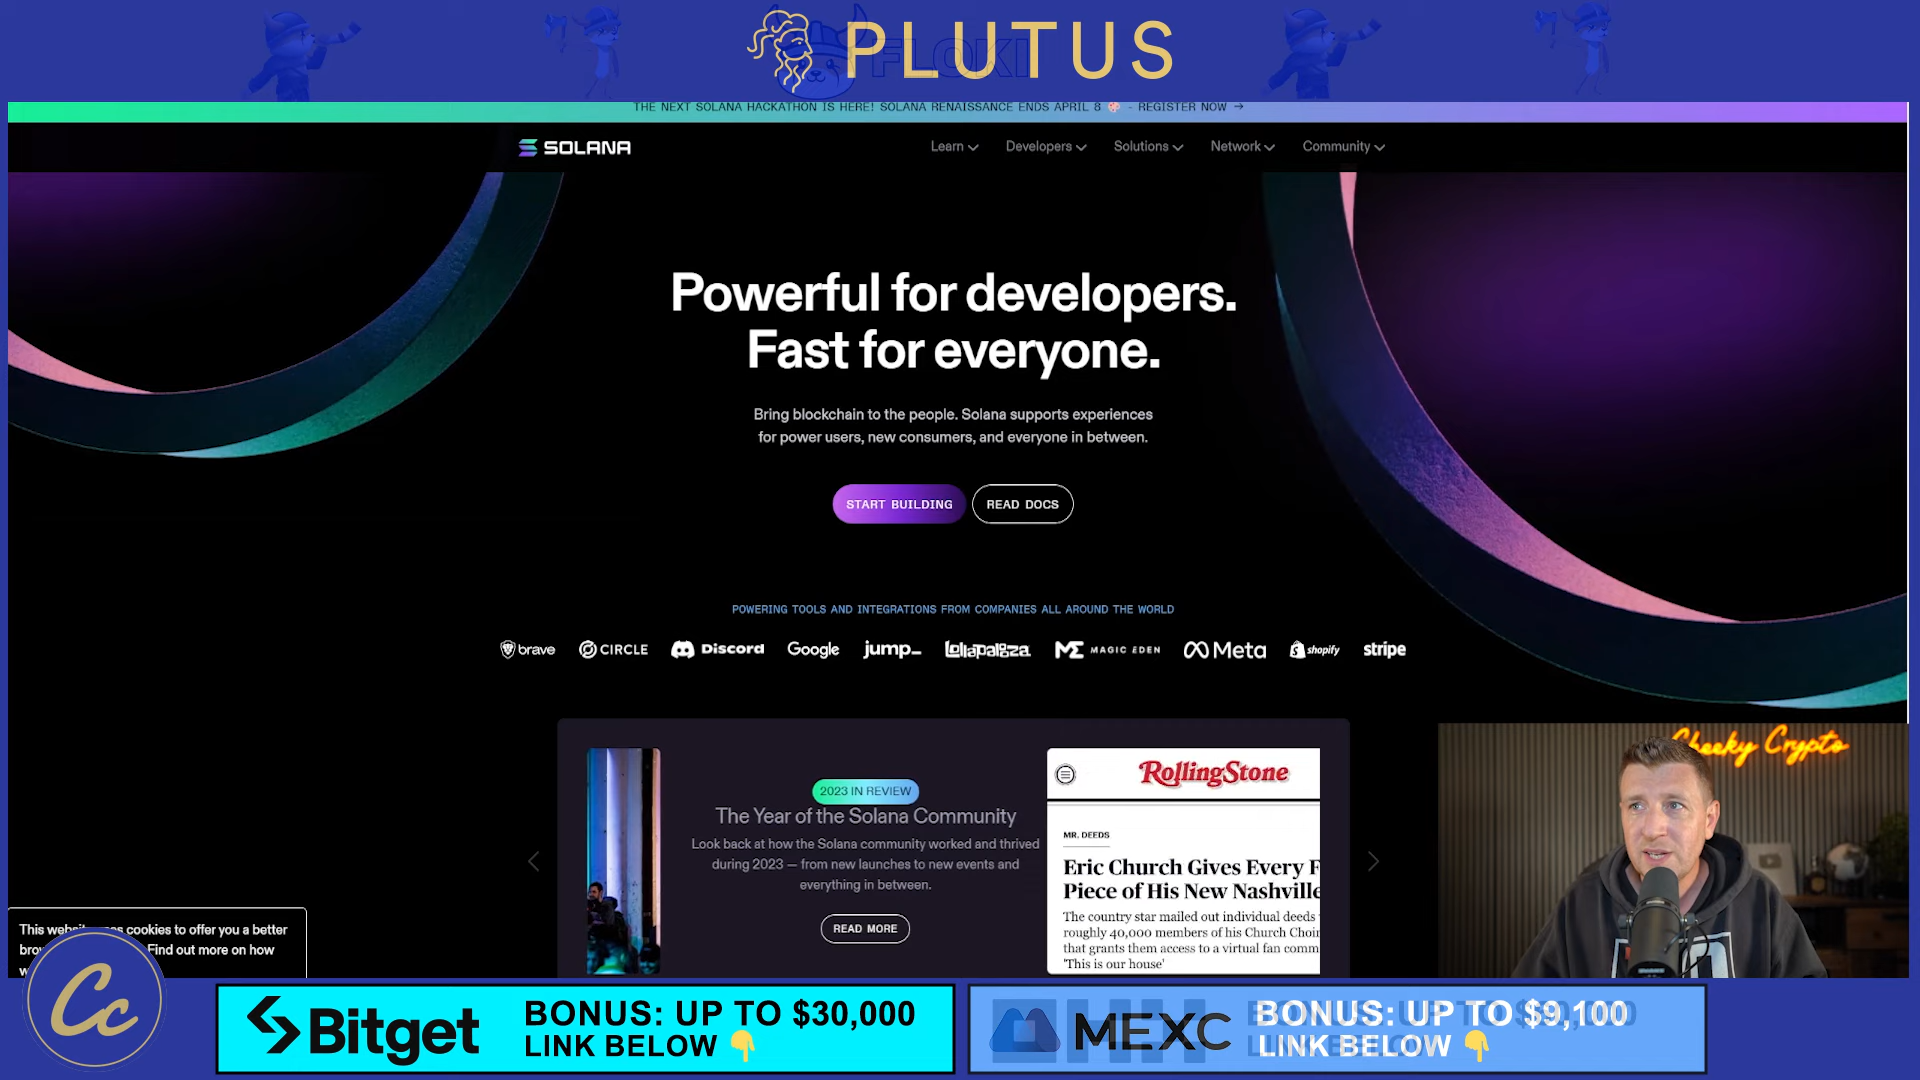 PLUTUS
FLOKI
THE NEXT SOLANA HACKATHON IS HERE! SOLANA RENAISSANCE ENDS APRIL 8 🎨 - REGISTER NOW →
SOLANA
Learn
Developers
Solutions
Network
Community
Powerful for developers.
Fast for everyone.
Bring blockchain to the people. Solana supports experiences
for power users, new consumers, and everyone in between.
START BUILDING
READ DOCS
POWERING TOOLS AND INTEGRATIONS FROM COMPANIES ALL AROUND THE WORLD
brave
CIRCLE
Discord
Google
jump_
Lollapalooza
ME MAGIC EDEN
Meta
shopify
stripe
2023 IN REVIEW
The Year of the Solana Community
Look back at how the Solana community worked and thrived
during 2023 — from new launches to new events and
everything in between.
READ MORE
RollingStone
MR. DEEDS
Eric Church Gives Every F
Piece of His New Nashville
The country star mailed out individual deeds
roughly 40,000 members of his Church Choir
that grants them access to a virtual fan comm
'This is our house'
Cheeky Crypto
This website uses cookies to offer you a better
Find out more on how
Cc
Bitget
BONUS: UP TO $30,000
LINK BELOW 👇
MEXC
BONUS: UP TO $9,100
LINK BELOW 👇